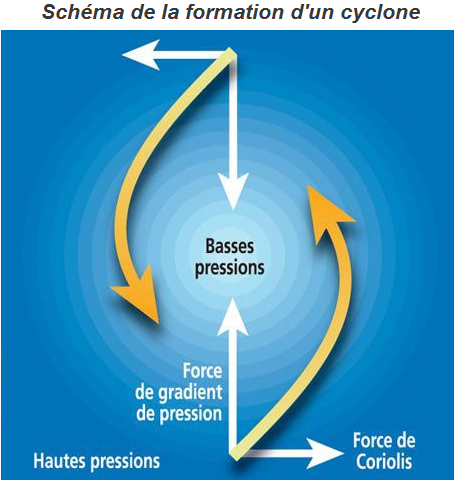 Schéma de la formation d'un cyclone
Basses
pressions
Force
de gradient
de pression
Hautes pressions
Force de
Coriolis